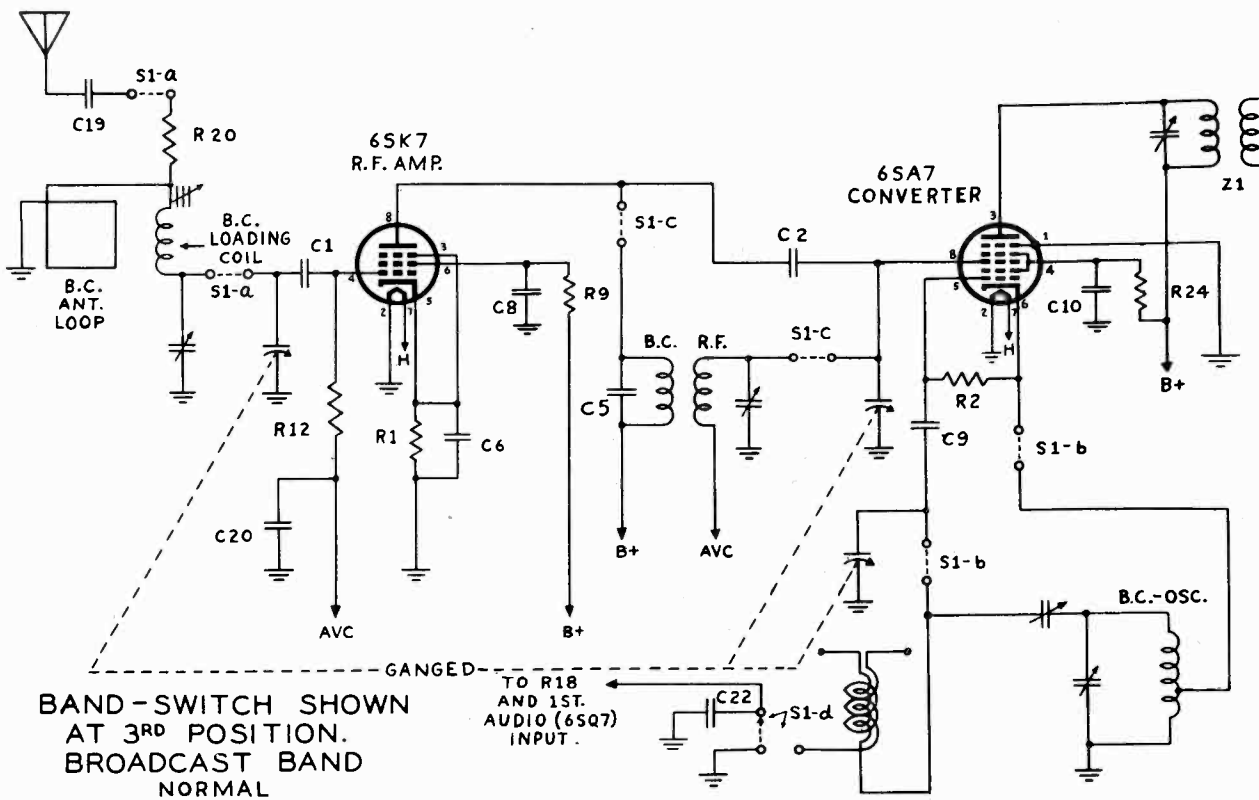 S1-a
C19
R 20
6SK7
R.F. AMP.
6SA7
CONVERTER
Z1
8
3
6
4
5
2
7
H
S1-C
C 2
3
1
8
4
5
6
2
7
H
B.C.
LOADING
COIL
C1
S1-a
B.C.
ANT.
LOOP
C8
R9
C10
R24
B+
S1-C
B.C.
R.F.
C5
R2
C9
S1-b
R12
R1
C6
C20
B+
AVC
S1-b
B.C.-OSC.
AVC
B+
GANGED
TO R18
AND 1ST.
AUDIO (6SQ7)
INPUT.
C22
S1-d
BAND-SWITCH SHOWN
AT 3RD POSITION.
BROADCAST BAND
NORMAL